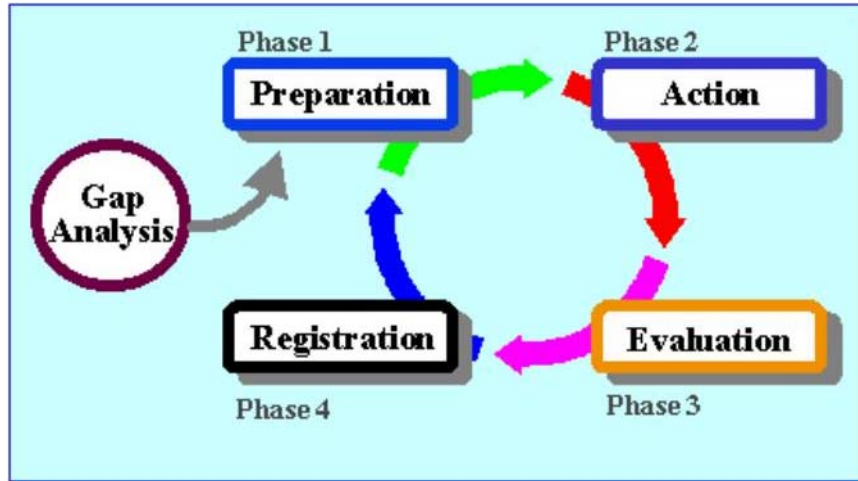 Phase 1
Preparation
Phase 2
Action
Gap
Analysis
Registration
Phase 4
Evaluation
Phase 3